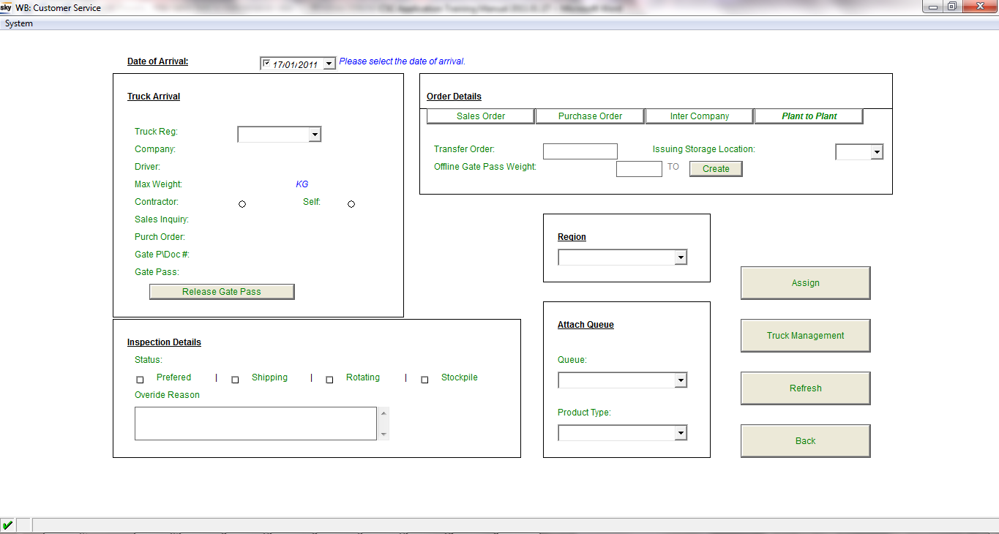 sky WB: Customer Service
System
Date of Arrival: 17/01/2011 Please select the date of arrival.
Truck Arrival
Truck Reg:
Company:
Driver:
Max Weight: KG
Contractor: Self:
Sales Inquiry:
Purch Order:
Gate P\Doc #:
Gate Pass:
Release Gate Pass
Order Details
Sales Order Purchase Order Inter Company Plant to Plant
Transfer Order: Issuing Storage Location:
Offline Gate Pass Weight: TO Create
Region
Inspection Details
Status:
Prefered | Shipping | Rotating | Stockpile
Overide Reason
Attach Queue
Queue:
Product Type:
Assign
Truck Management
Refresh
Back